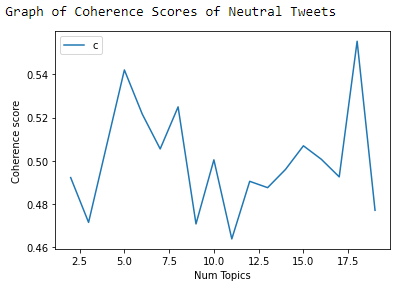 Graph of Coherence Scores of Neutral Tweets
c
0.54
0.52
0.50
0.48
0.46
Coherence score
2.5 5.0 7.5 10.0 12.5 15.0 17.5
Num Topics